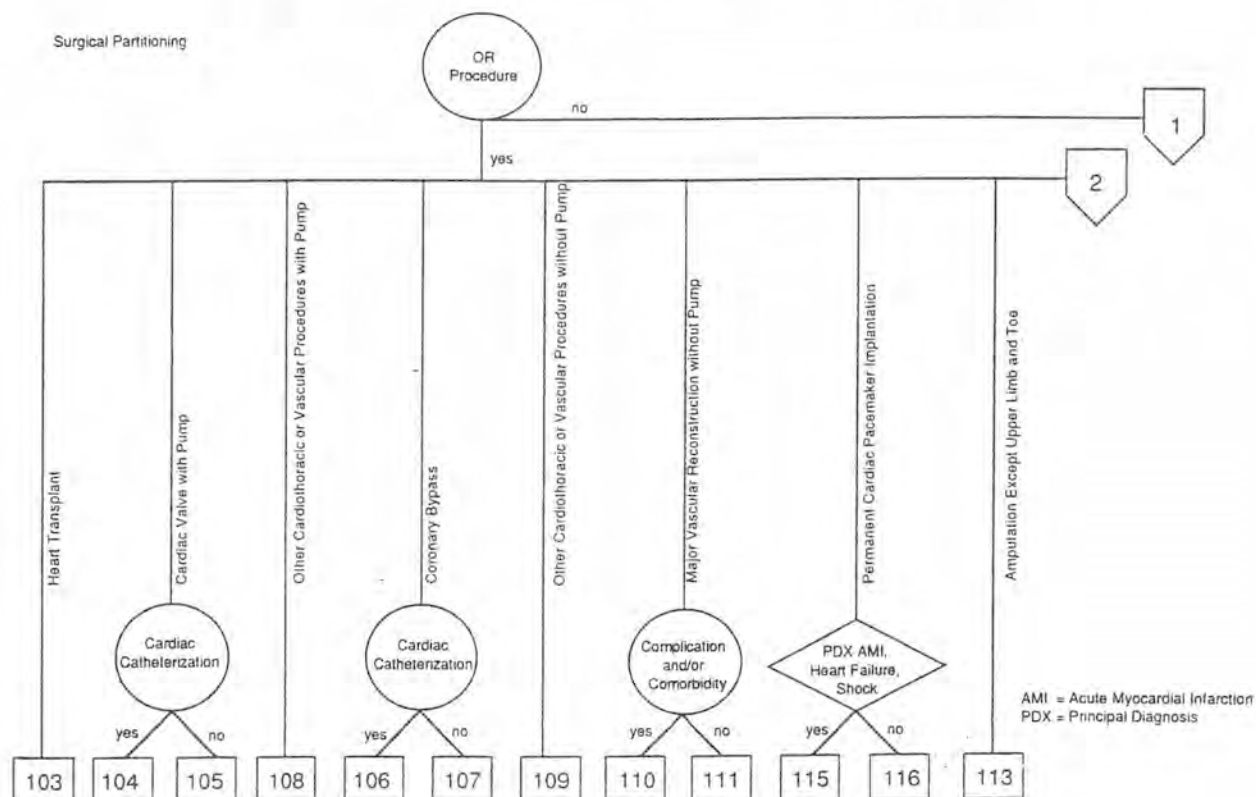 Surgical Partitioning
OR
Procedure
no
1
yes
2
Heart Transplant
Cardiac Valve with Pump
Other Cardiothoracic or Vascular Procedures with Pump
Coronary Bypass
Other Cardiothoracic or Vascular Procedures without Pump
Major Vascular Reconstruction without Pump
Permanent Cardiac Pacemaker Implantation
Amputation Except Upper Limb and Toe
Cardiac
Catheterization
Cardiac
Catheterization
Complication
and/or
Comorbidity
PDX AMI,
Heart Failure,
Shock
AMI = Acute Myocardial Infarction
PDX = Principal Diagnosis
yes
no
yes
no
yes
no
yes
no
103
104
105
108
106
107
109
110
111
115
116
113